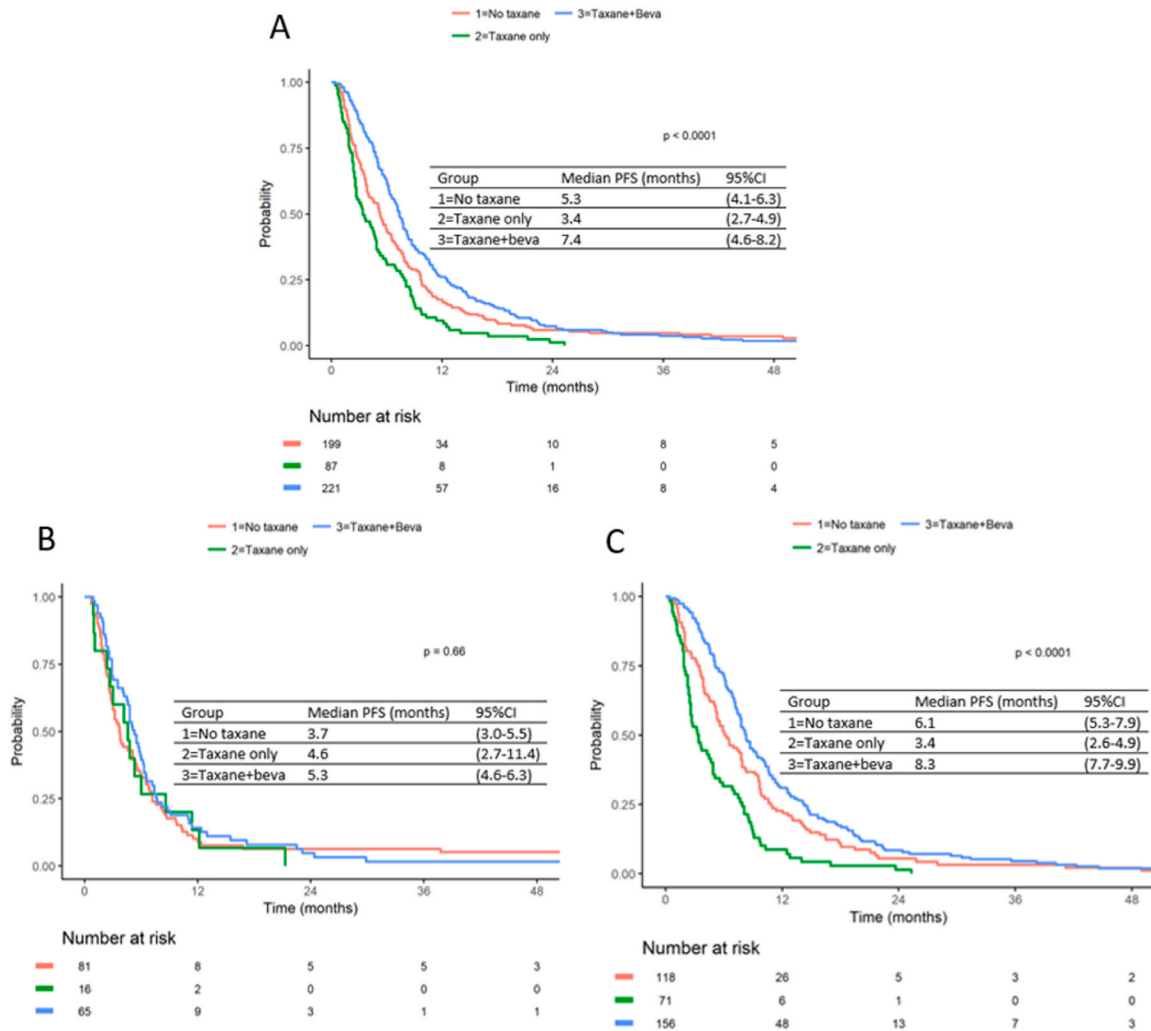 A
1=No taxane 3=Taxane+Beva
2=Taxane only
1.00
0.75
0.50
0.25
0.00
Probability
p < 0.0001
Group Median PFS (months) 95%CI
1=No taxane 5.3 (4.1-6.3)
2=Taxane only 3.4 (2.7-4.9)
3=Taxane+beva 7.4 (4.6-8.2)
0 12 24 36 48
Time (months)
Number at risk
199 34 10 8 5
87 8 1 0 0
221 57 16 8 4
B
1=No taxane 3=Taxane+Beva
2=Taxane only
1.00
0.75
0.50
0.25
0.00
Probability
p = 0.66
Group Median PFS (months) 95%CI
1=No taxane 3.7 (3.0-5.5)
2=Taxane only 4.6 (2.7-11.4)
3=Taxane+beva 5.3 (4.6-6.3)
0 12 24 36 48
Time (months)
Number at risk
81 8 5 5 3
16 2 0 0 0
65 9 3 1 1
C
1=No taxane 3=Taxane+Beva
2=Taxane only
1.00
0.75
0.50
0.25
0.00
Probability
p < 0.0001
Group Median PFS (months) 95%CI
1=No taxane 6.1 (5.3-7.9)
2=Taxane only 3.4 (2.6-4.9)
3=Taxane+beva 8.3 (7.7-9.9)
0 12 24 36 48
Time (months)
Number at risk
118 26 5 3 2
71 6 1 0 0
156 48 13 7 3